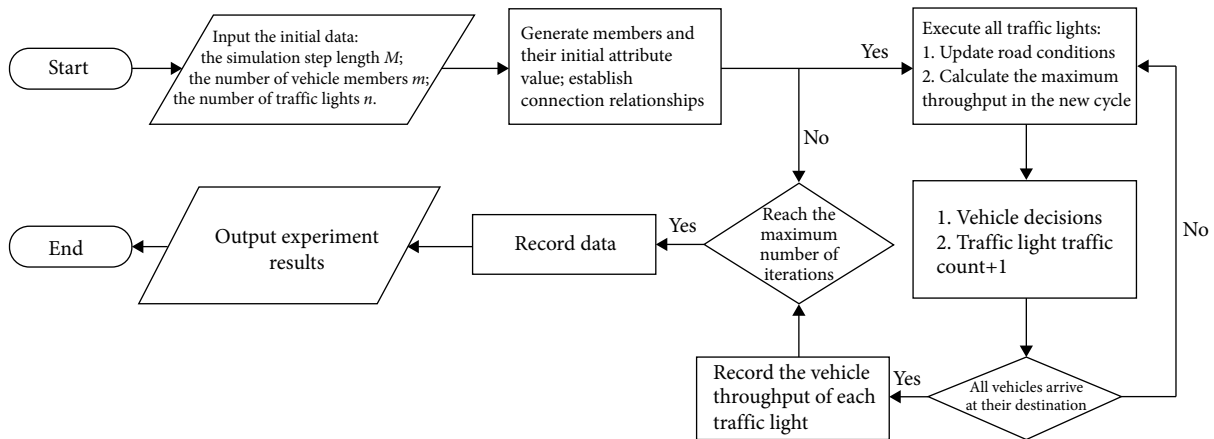 Start
Input the initial data:
the simulation step length M;
the number of vehicle members m;
the number of traffic lights n.
Generate members and
their initial attribute
value; establish
connection relationships
Yes
Execute all traffic lights:
1. Update road conditions
2. Calculate the maximum
throughput in the new cycle
No
End
Output experiment
results
Record data
Yes
Reach the
maximum
number of
iterations
1. Vehicle decisions
2. Traffic light traffic
count+1
No
Record the vehicle
throughput of each
traffic light
Yes
All vehicles arrive
at their destination